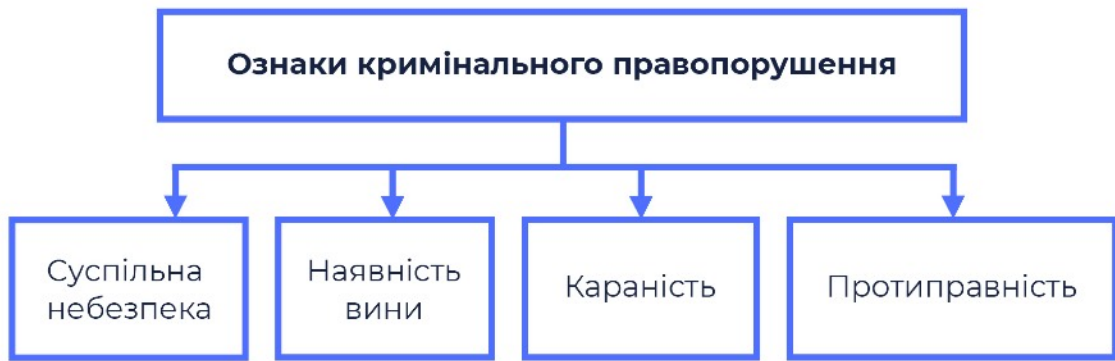 Ознаки кримінального правопорушення
Суспільна
небезпека
Наявність
вини
Караність
Протиправність